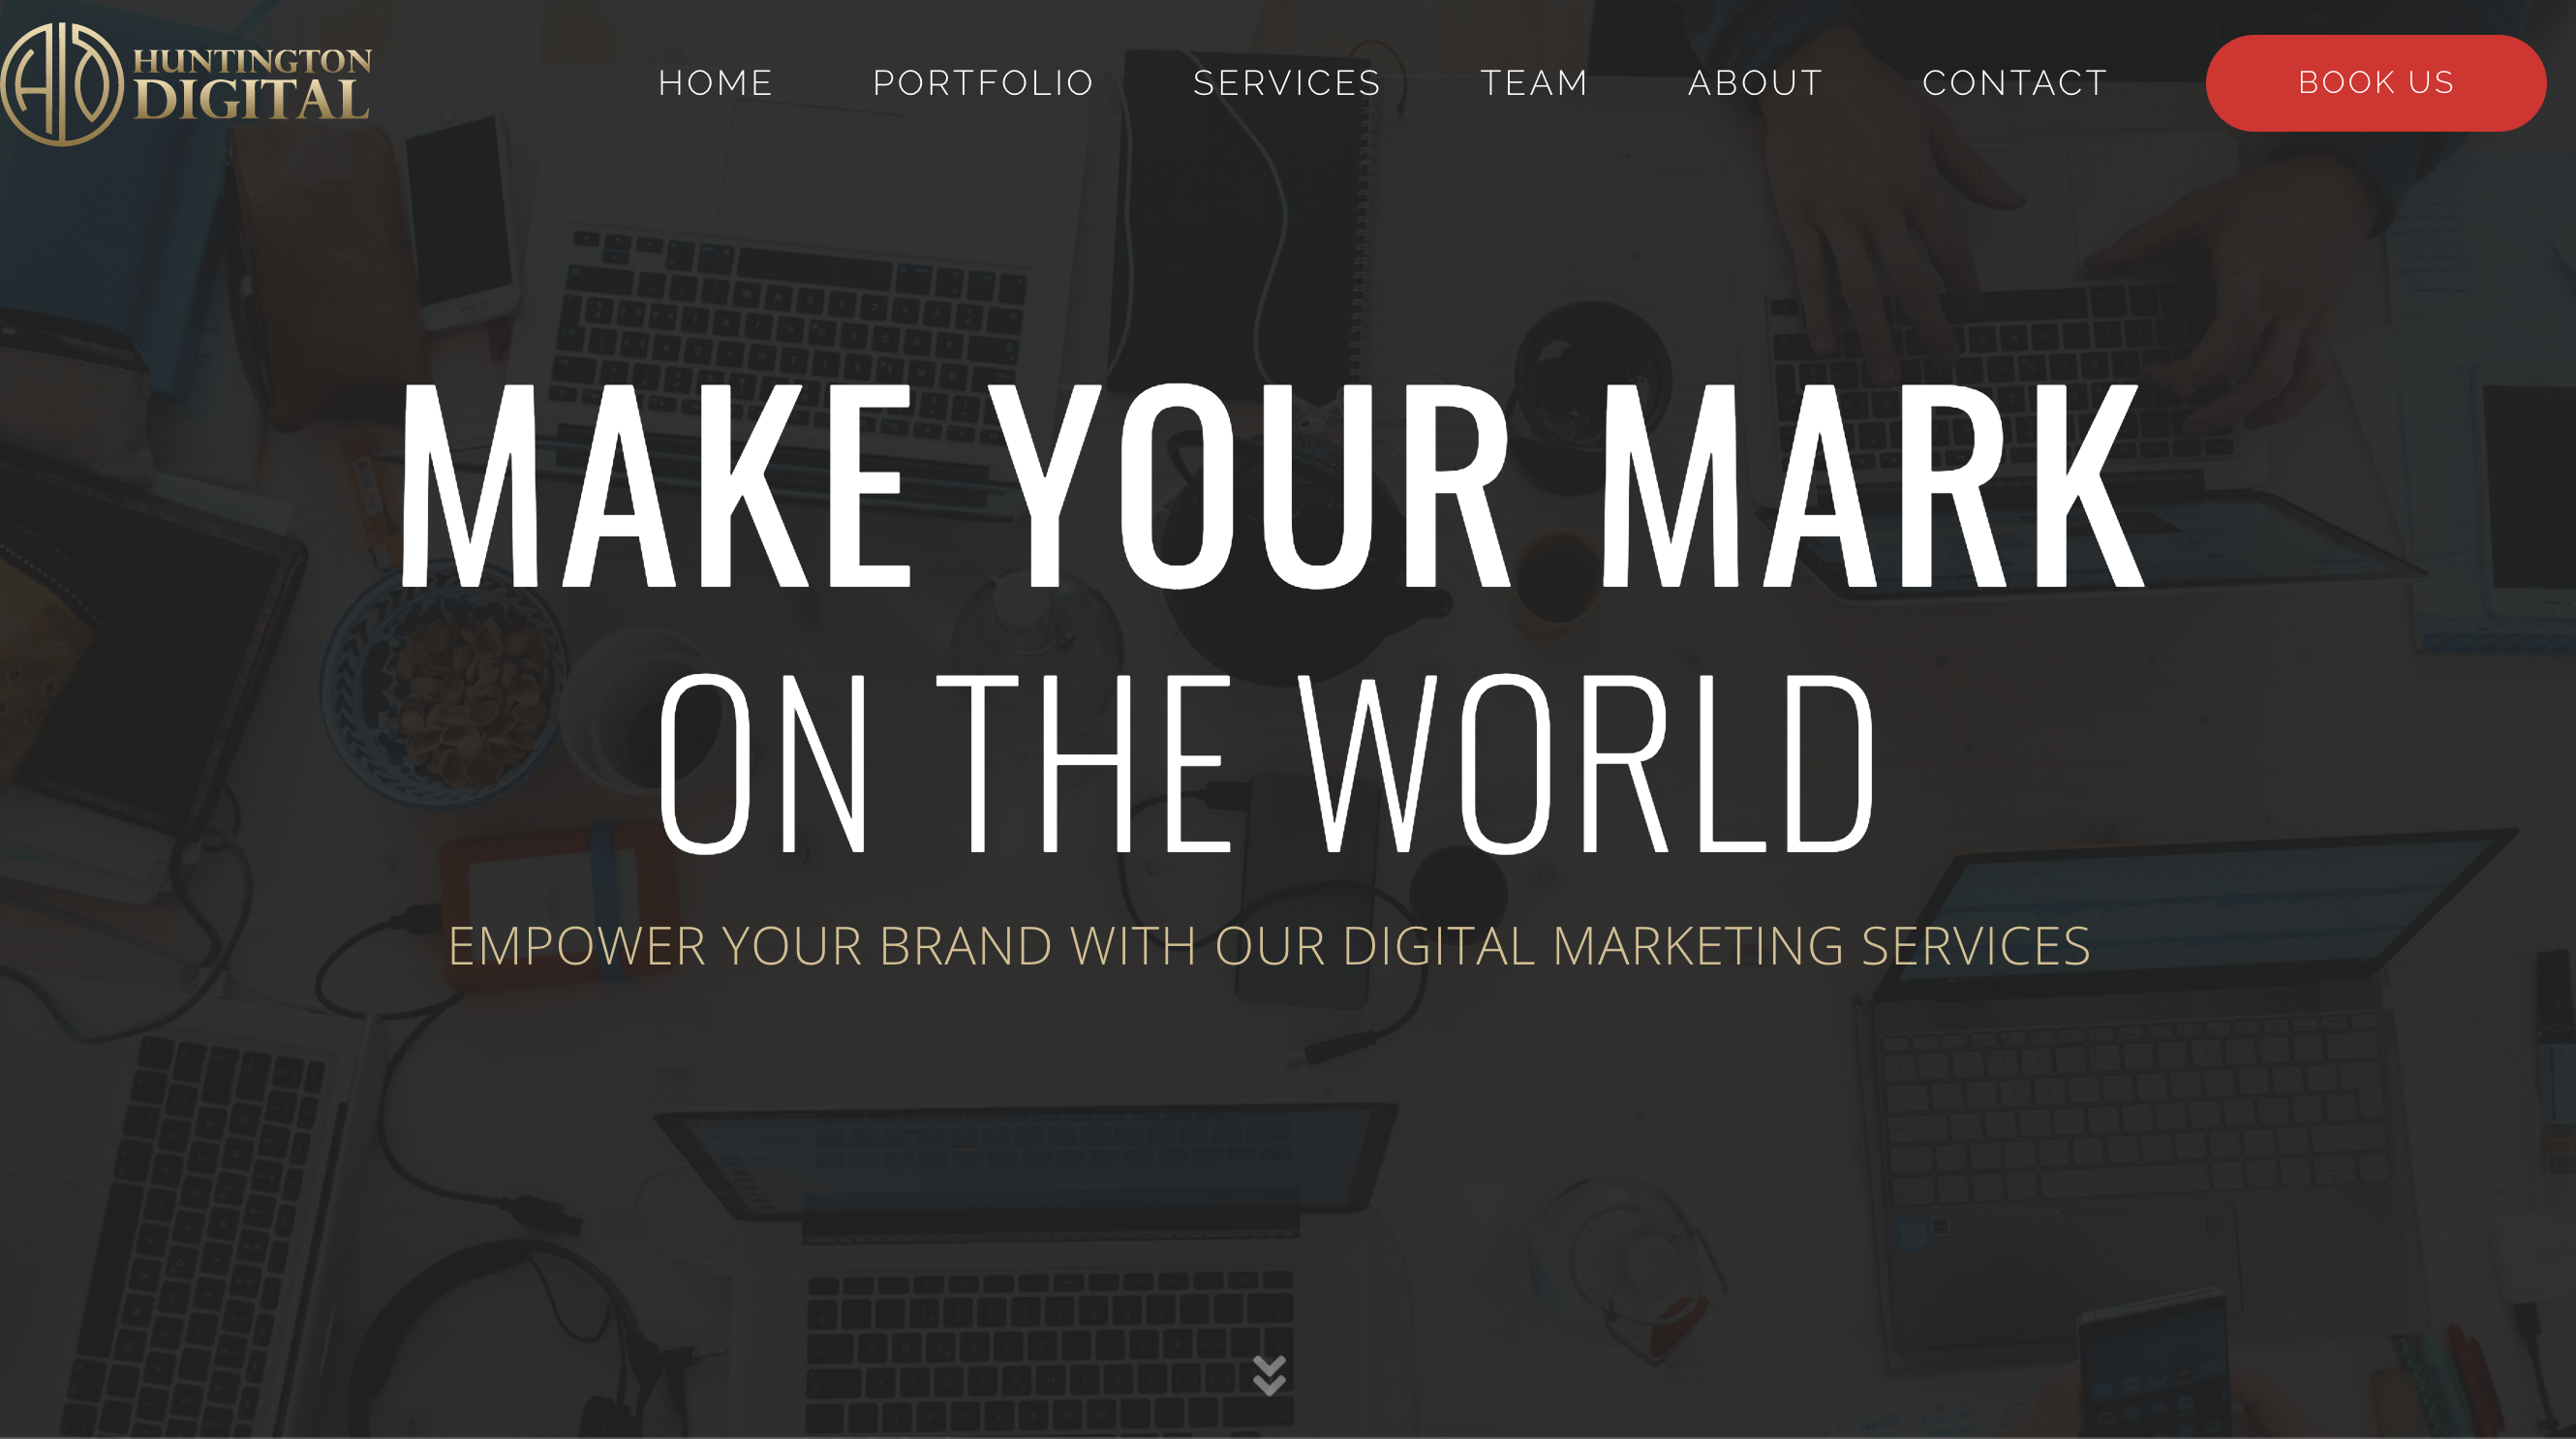 HUNTINGTON
DIGITAL
HOME PORTFOLIO SERVICES TEAM ABOUT CONTACT BOOK US
MAKE YOUR MARK
ON THE WORLD
EMPOWER YOUR BRAND WITH OUR DIGITAL MARKETING SERVICES